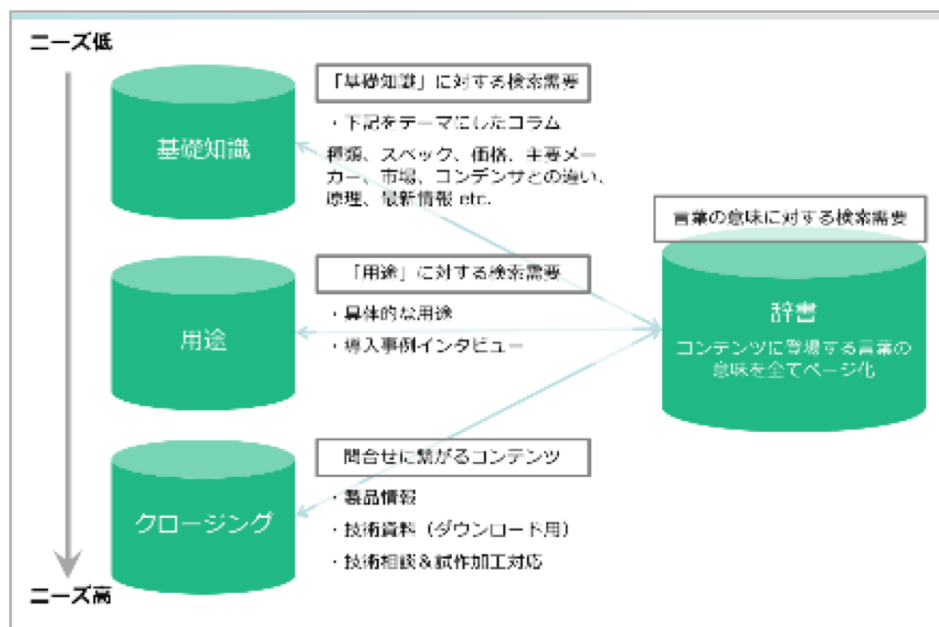 ニーズ低
基礎知識
「基礎知識」に対する検索需要
・下記をテーマにしたコラム
種類、スペック、価格、主要メー
カー、市場、コンデンサとの違い、
原理、最新情報 etc.
用途
「用途」に対する検索需要
・具体的な用途
・導入事例インタビュー
クロージング
問合せに繋がるコンテンツ
・製品情報
・技術資料（ダウンロード用）
・技術相談＆試作加工対応
ニーズ高
言葉の意味に対する検索需要
辞書
コンテンツに登場する言葉の
意味を全てページ化